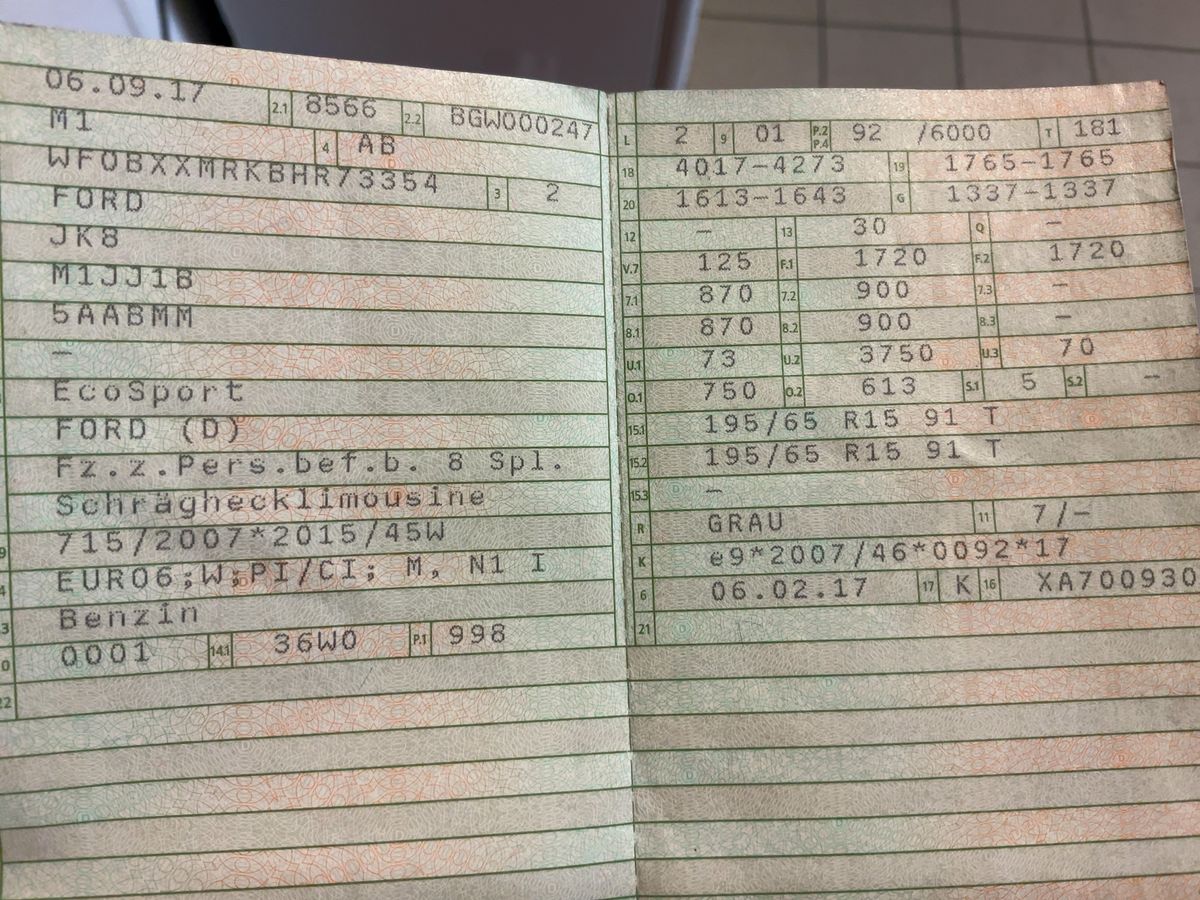 06.09.17 2.1 8566 2.2 BGW000247
M1 4 AB
WF0BXXMRKBHR73354 3 2
FORD
JK8
M1JJ1B
5AABMM
–
EcoSport
FORD (D)
Fz.z.Pers.bef.b. 8 Spl.
Schräghecklimousine
715/2007*2015/45W
EURO6;W;PI/CI; M, N1 I
Benzin
0001 14.1 36W0 P.1 998
22
L 2 9 01 P.2 P.4 92 /6000 T 181
18 4017–4273 19 1765–1765
20 1613–1643 G 1337–1337
12 – 13 30 Q –
V.7 125 F.1 1720 F.2 1720
7.1 870 7.2 900 7.3 –
8.1 870 8.2 900 8.3 –
U.1 73 U.2 3750 U.3 70
O.1 750 O.2 613 S.1 5 S.2 –
15.1 195/65 R15 91 T
15.2 195/65 R15 91 T
15.3 –
R GRAU 11 7/–
K e9*2007/46*0092*17
6 06.02.17 17 K 16 XA700930
21